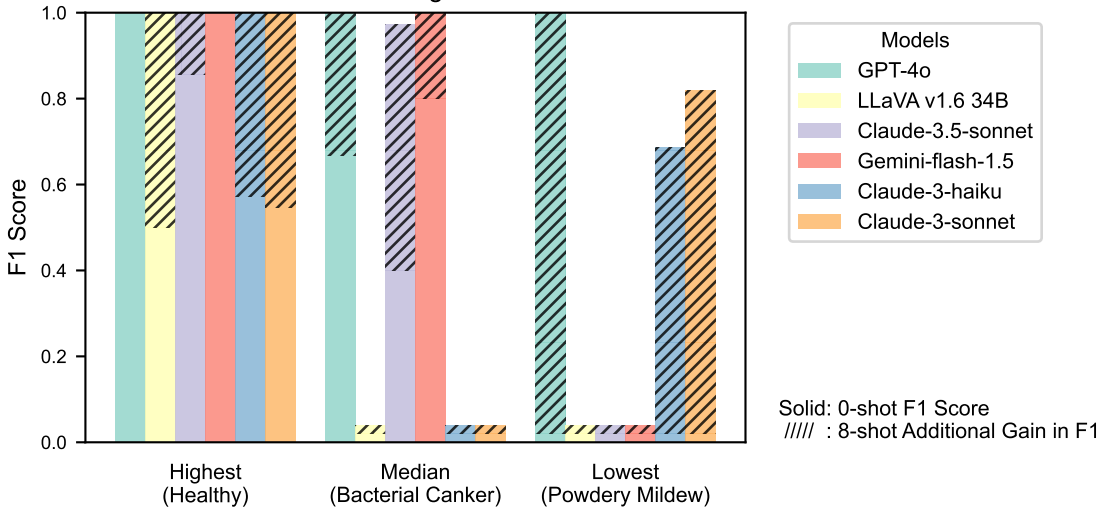 1.0
0.8
0.6
0.4
0.2
0.0
F1 Score
Highest
(Healthy)
Median
(Bacterial Canker)
Lowest
(Powdery Mildew)
Models
GPT-4o
LLaVA v1.6 34B
Claude-3.5-sonnet
Gemini-flash-1.5
Claude-3-haiku
Claude-3-sonnet
Solid: 0-shot F1 Score
///// : 8-shot Additional Gain in F1